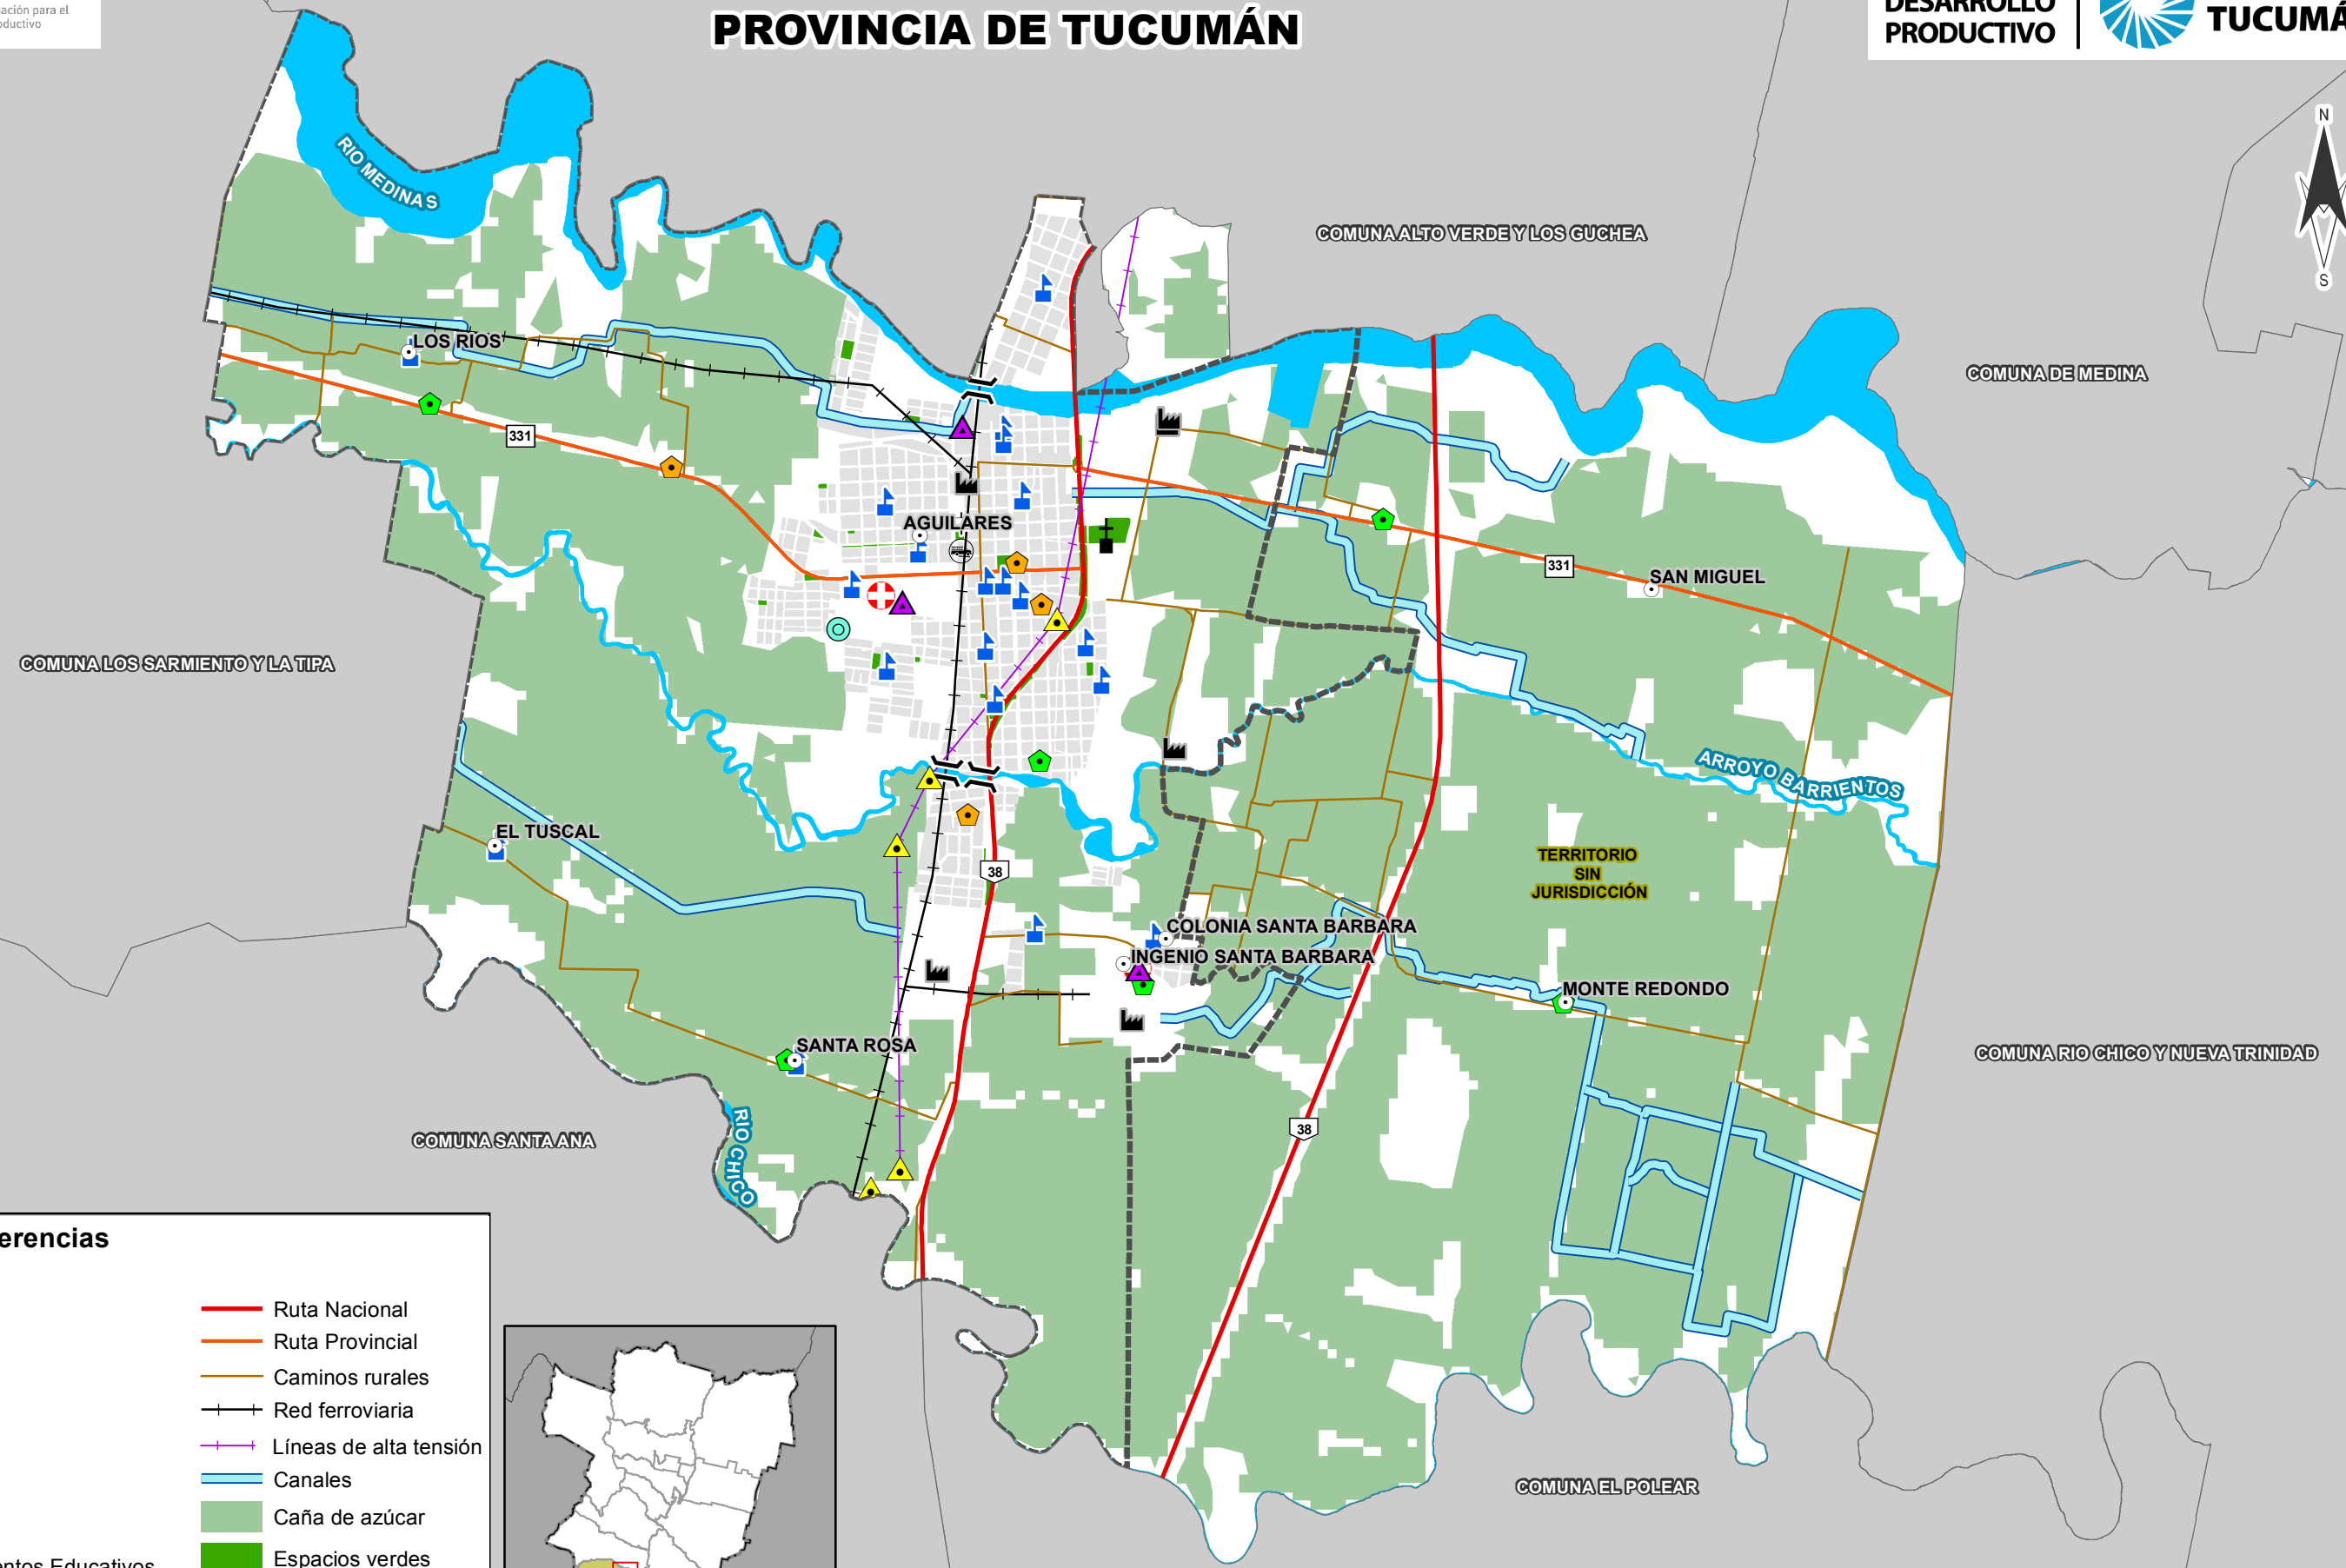 ación para el
oductivo
PROVINCIA DE TUCUMÁN
DESARROLLO
PRODUCTIVO
TUCUMÁ
N
S
RIO MEDINAS
COMUNA ALTO VERDE Y LOS GUCHEA
COMUNA DE MEDINA
LOS RIOS
331
AGUILARES
331
SAN MIGUEL
COMUNA LOS SARMIENTO Y LA TIPA
ARROYO BARRIENTOS
EL TUSCAL
TERRITORIO
SIN
JURISDICCIÓN
38
COLONIA SANTA BARBARA
INGENIO SANTA BARBARA
MONTE REDONDO
SANTA ROSA
COMUNA RIO CHICO Y NUEVA TRINIDAD
38
COMUNA SANTA ANA
RIO CHICO
COMUNA EL POLEAR
erencias
Ruta Nacional
Ruta Provincial
Caminos rurales
Red ferroviaria
Líneas de alta tensión
Canales
Caña de azúcar
Espacios verdes
ntos Educativos